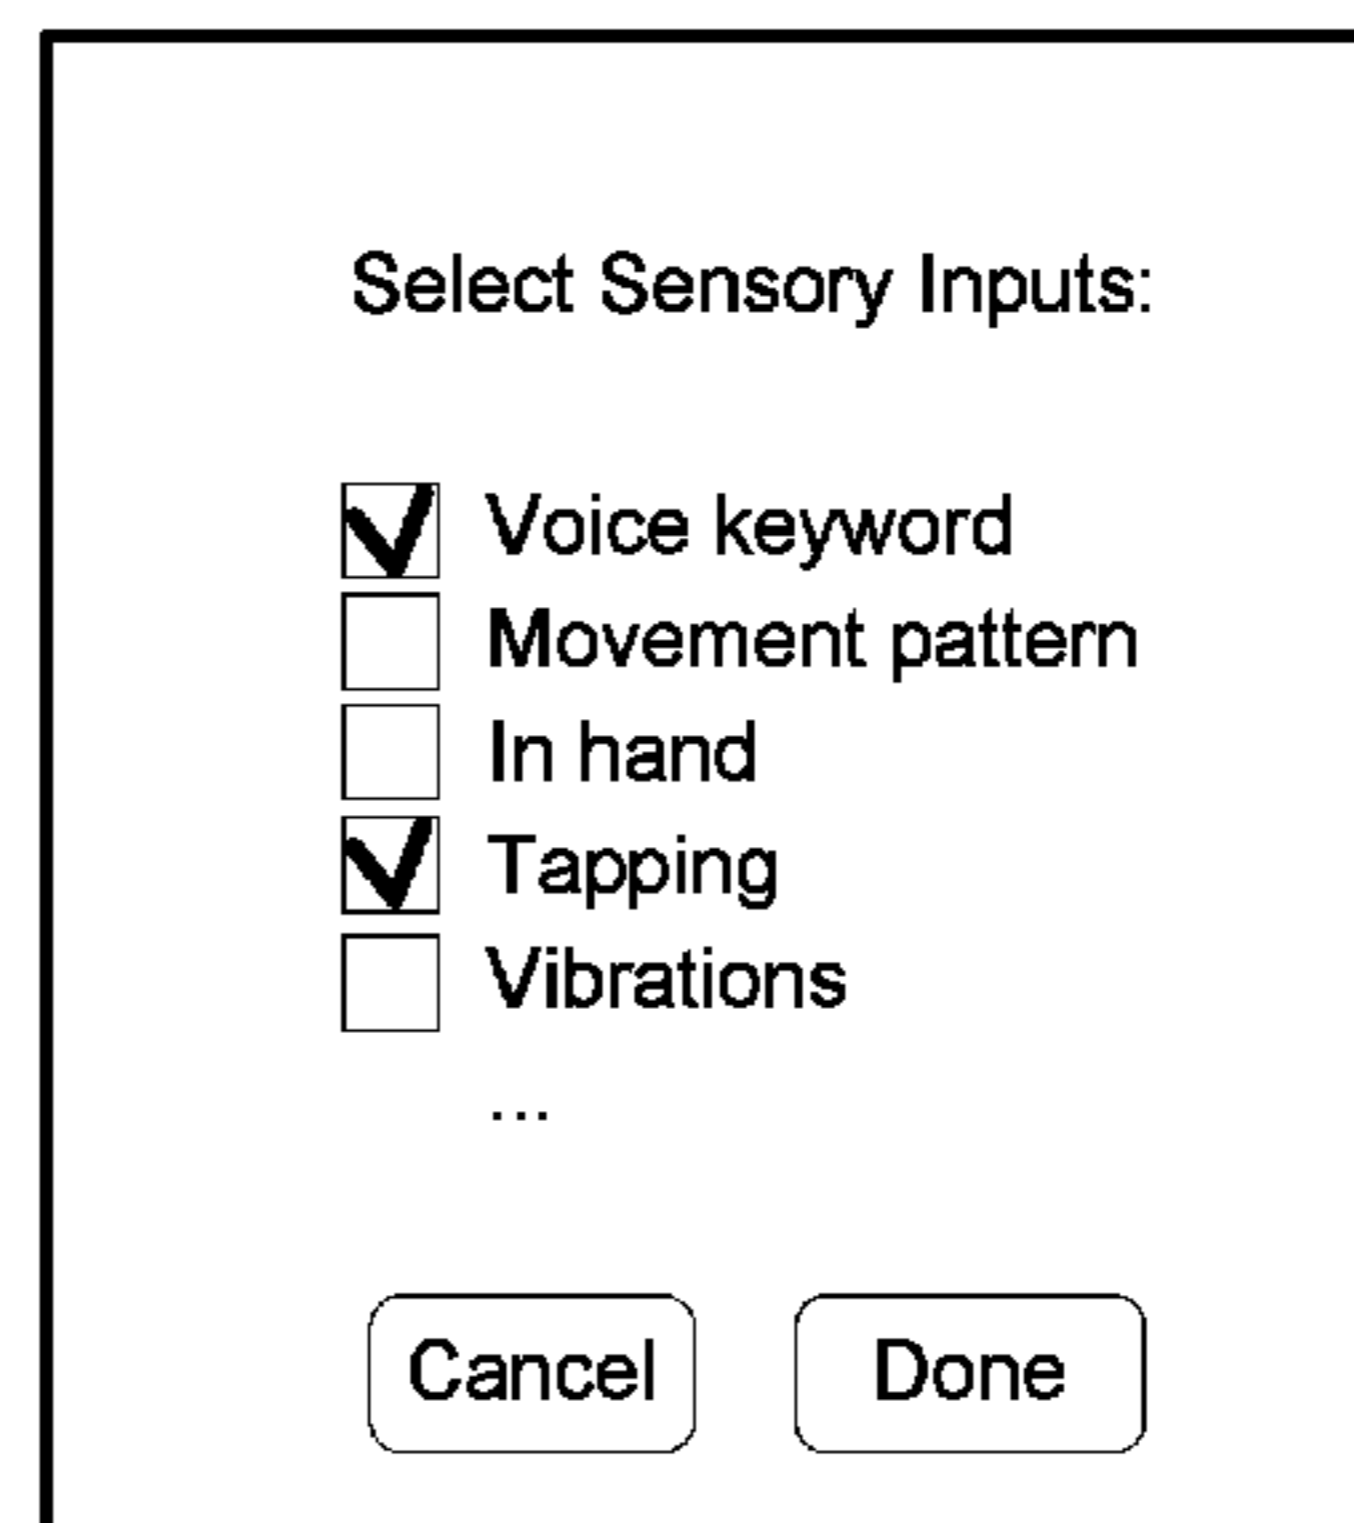 Select Sensory Inputs:
Voice keyword
Movement pattern
In hand
Tapping
Vibrations
...
Cancel Done